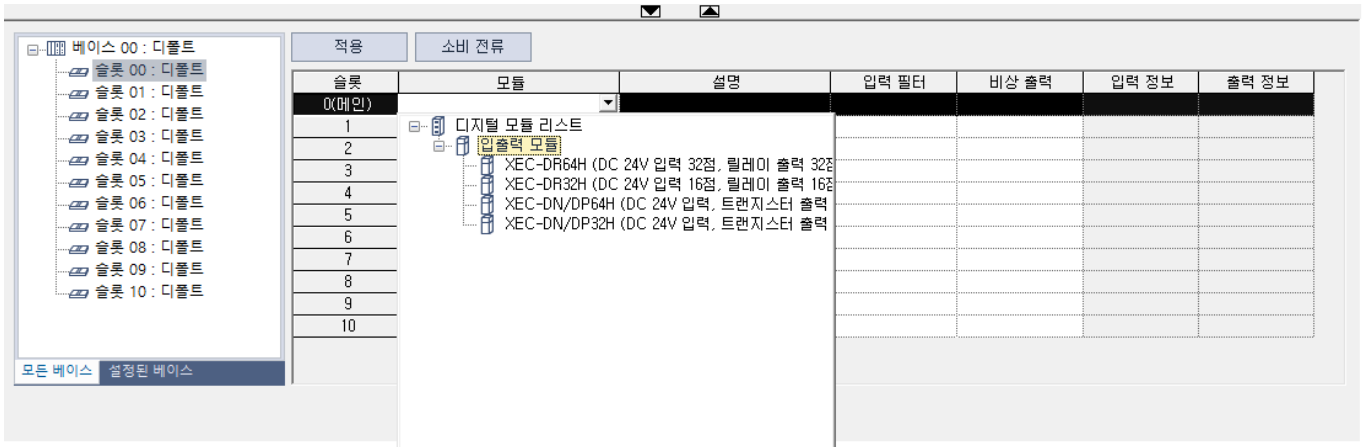 베이스 00 : 디폴트
슬롯 00 : 디폴트
슬롯 01 : 디폴트
슬롯 02 : 디폴트
슬롯 03 : 디폴트
슬롯 04 : 디폴트
슬롯 05 : 디폴트
슬롯 06 : 디폴트
슬롯 07 : 디폴트
슬롯 08 : 디폴트
슬롯 09 : 디폴트
슬롯 10 : 디폴트
모든 베이스 설정된 베이스
적용 소비 전류
슬롯 모듈 설명 입력 필터 비상 출력 입력 정보 출력 정보
0(메인)
1
2
3
4
5
6
7
8
9
10
디지털 모듈 리스트
입출력 모듈
XEC-DR64H (DC 24V 입력 32점, 릴레이 출력 32점
XEC-DR32H (DC 24V 입력 16점, 릴레이 출력 16점
XEC-DN/DP64H (DC 24V 입력, 트랜지스터 출력
XEC-DN/DP32H (DC 24V 입력, 트랜지스터 출력